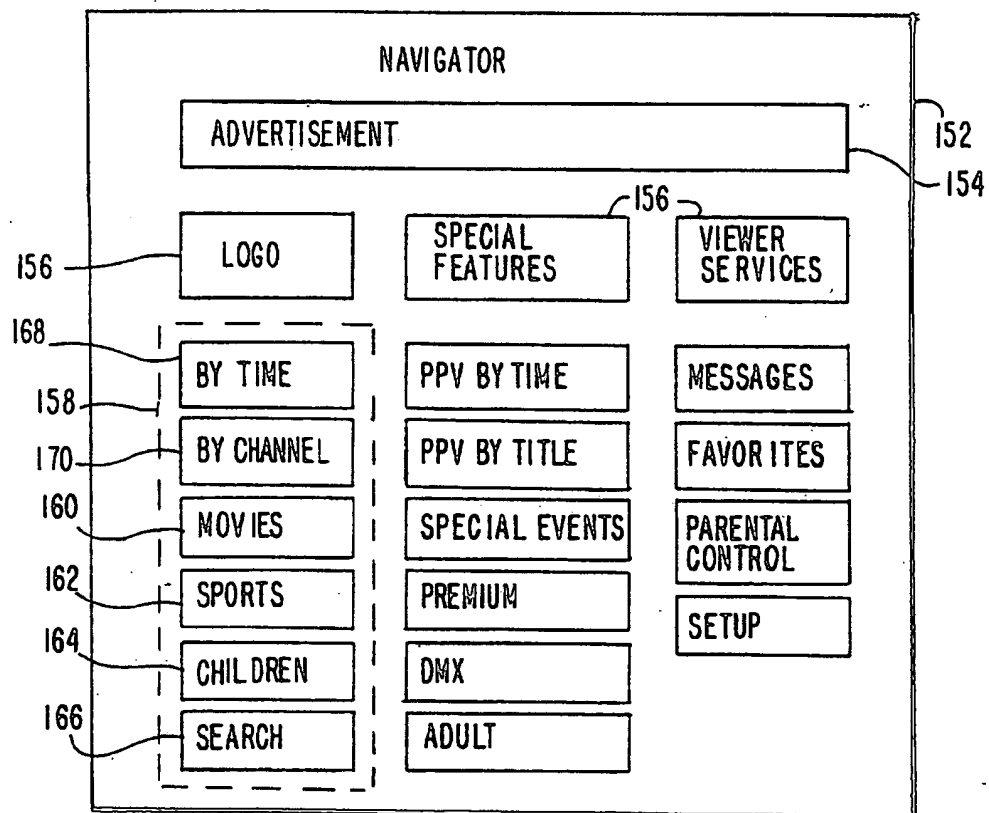 NAVIGATOR
ADVERTISEMENT
152
154
156
156
LOGO
SPECIAL
FEATURES
VIEWER
SERVICES
168
158
170
160
162
164
166
BY TIME
BY CHANNEL
MOVIES
SPORTS
CHILDREN
SEARCH
PPV BY TIME
PPV BY TITLE
SPECIAL EVENTS
PREMIUM
DMX
ADULT
MESSAGES
FAVORITES
PARENTAL
CONTROL
SETUP